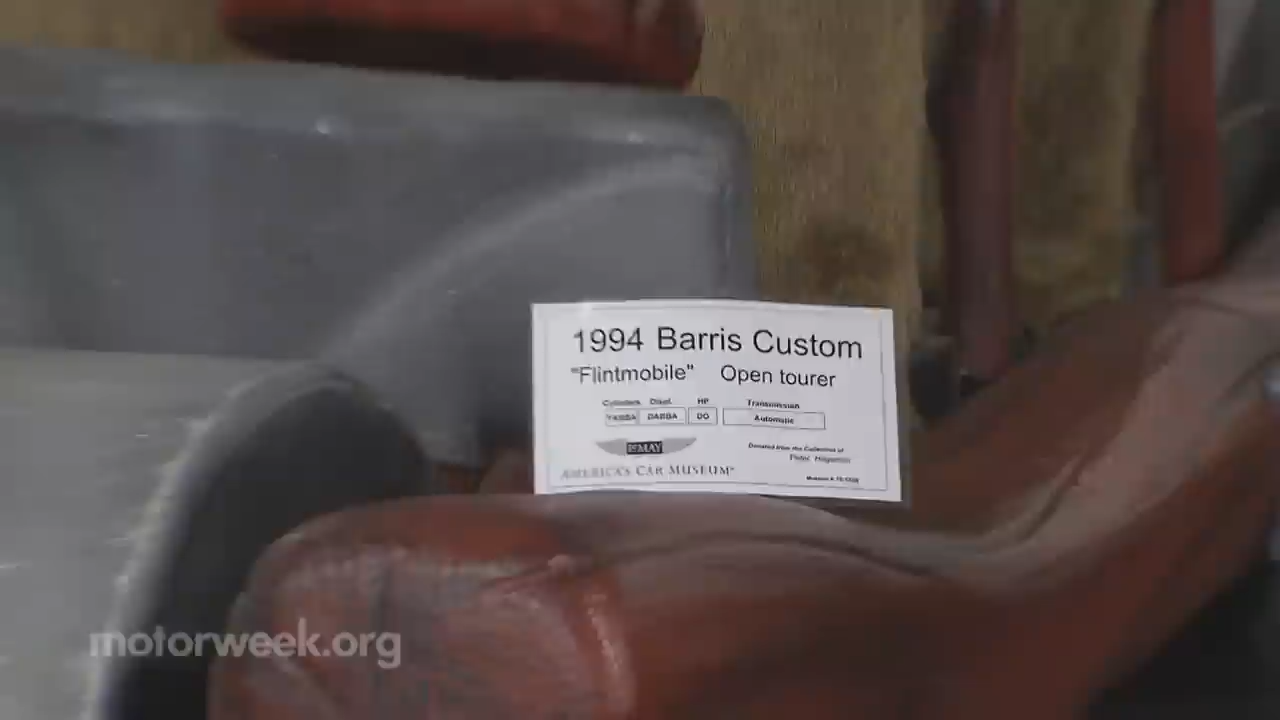 1994 Barris Custom
"Flintmobile" Open tourer
Cylinders Displ. HP Transmission
YABBA DABBA DO Automatic
LeMAY
Donated from the Collection of
AMERICA'S CAR MUSEUM
motorweek.org